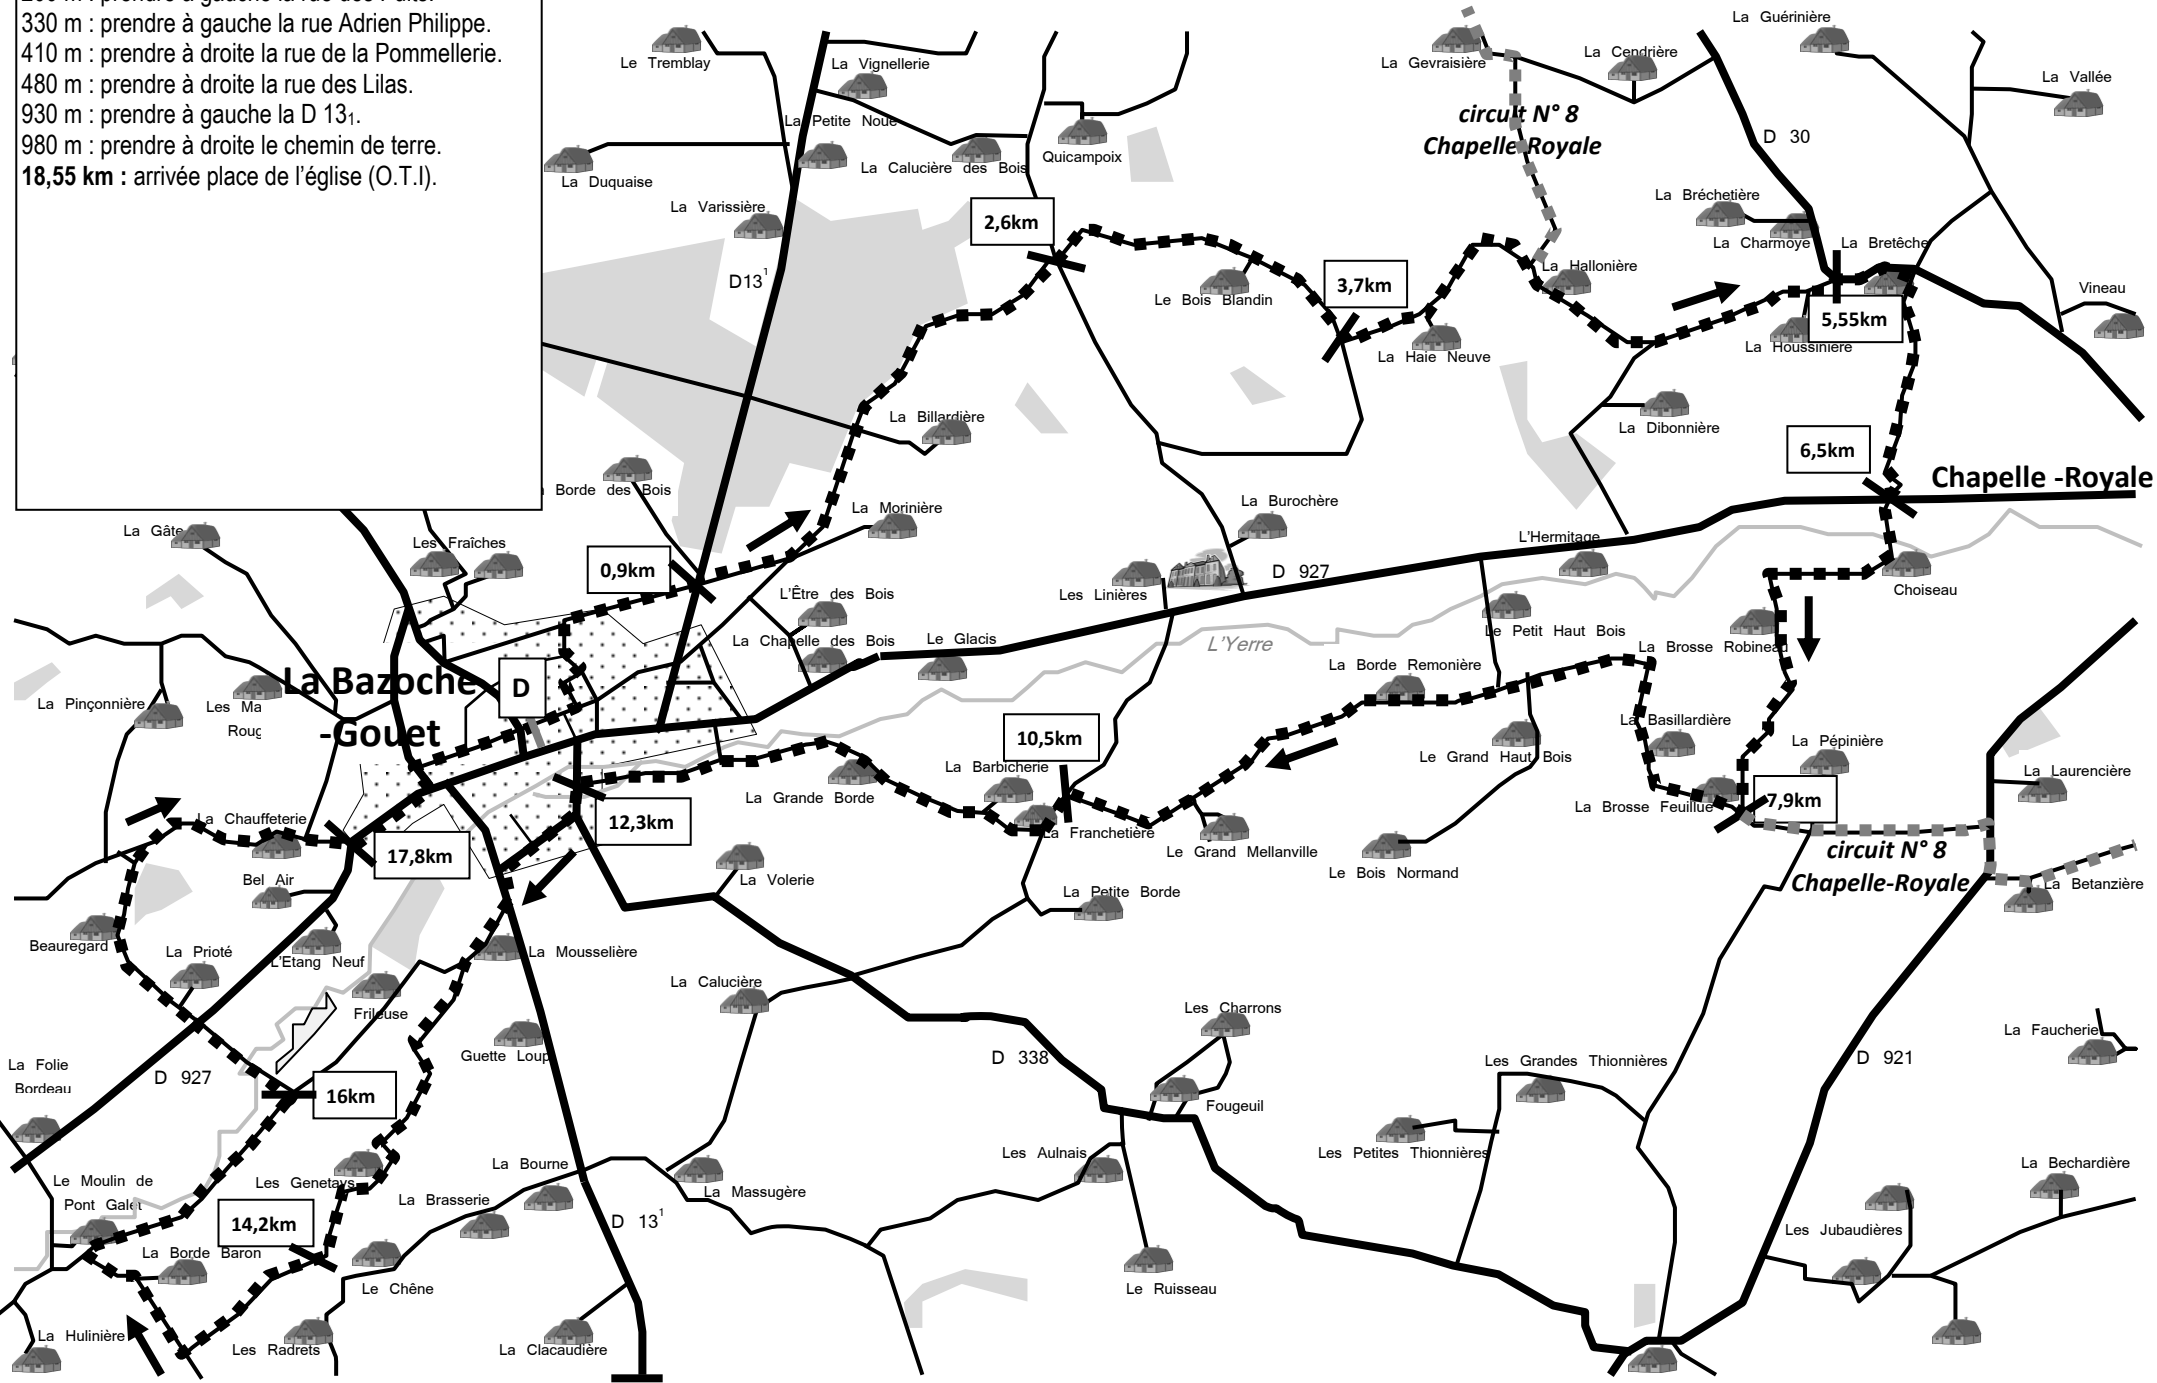 330 m : prendre à gauche la rue Adrien Philippe.
410 m : prendre à droite la rue de la Pommellerie.
480 m : prendre à droite la rue des Lilas.
930 m : prendre à gauche la D 13₁.
980 m : prendre à droite le chemin de terre.
18,55 km : arrivée place de l'église (O.T.I).
Le Tremblay
La Vignellerie
La Petite Noue
La Duquaise
La Calucière des Bois
Quicampoix
La Varissière
D13¹
2,6km
La Gevraisière
La Cendrière
La Guérinière
La Vallée
circuit N° 8
Chapelle-Royale
D 30
La Bréchetière
La Charmoye
La Bretêche
La Hallonière
Le Bois Blandin
3,7km
La Haie Neuve
5,55km
La Houssinière
Vineau
La Billardière
La Dibonnière
6,5km
Chapelle -Royale
Borde des Bois
La Morinière
La Burochère
La Gâte
Les Fraîches
0,9km
L'Hermitage
D 927
Les Linières
L'Être des Bois
La Chapelle des Bois
Le Glacis
L'Yerre
Choiseau
Le Petit Haut Bois
La Brosse Robineau
La Borde Remonière
La Bazoche
-Gouet
D
La Pinçonnière
Les Ma
Roug
10,5km
La Barbicherie
La Grande Borde
La Franchetière
Le Grand Mellanville
Le Grand Haut Bois
La Basillardière
La Pépinière
La Laurencière
La Brosse Feuillue
7,9km
circuit N° 8
Chapelle-Royale
La Betanzière
Le Bois Normand
La Chauffeterie
17,8km
12,3km
La Volerie
La Petite Borde
Bel Air
Beauregard
La Prioté
L'Etang Neuf
La Mousselière
Frileuse
La Calucière
Guette Loup
La Folie
Bordeau
D 927
16km
D 338
Les Charrons
Fougeuil
Les Grandes Thionnières
D 921
La Faucherie
Les Petites Thionnières
Les Aulnais
Le Moulin de
Pont Galet
Les Genetays
La Bourne
La Brasserie
La Massugère
14,2km
D 13¹
La Borde Baron
Le Chêne
Le Ruisseau
La Bechardière
Les Jubaudières
La Hulinière
Les Radrets
La Clacaudière